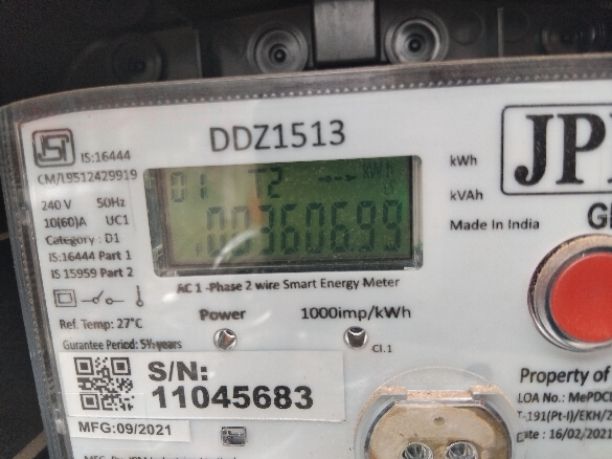 DDZ1513
IS:16444
CM/L9512429919
240 V 50Hz
10(60)A UC1
Category : D1
IS:16444 Part 1
IS 15959 Part 2
Ref. Temp: 27°C
Gurantee Period: 5½ years
01 T2 kWh
003606.99
kWh
kVAh
Made In India
AC 1 -Phase 2 wire Smart Energy Meter
Power 1000imp/kWh
Cl.1
S/N:
11045683
MFG:09/2021
Property of
LOA No.: MePDCL
T-191(Pt-I)/EKH/2
Date : 16/02/2021